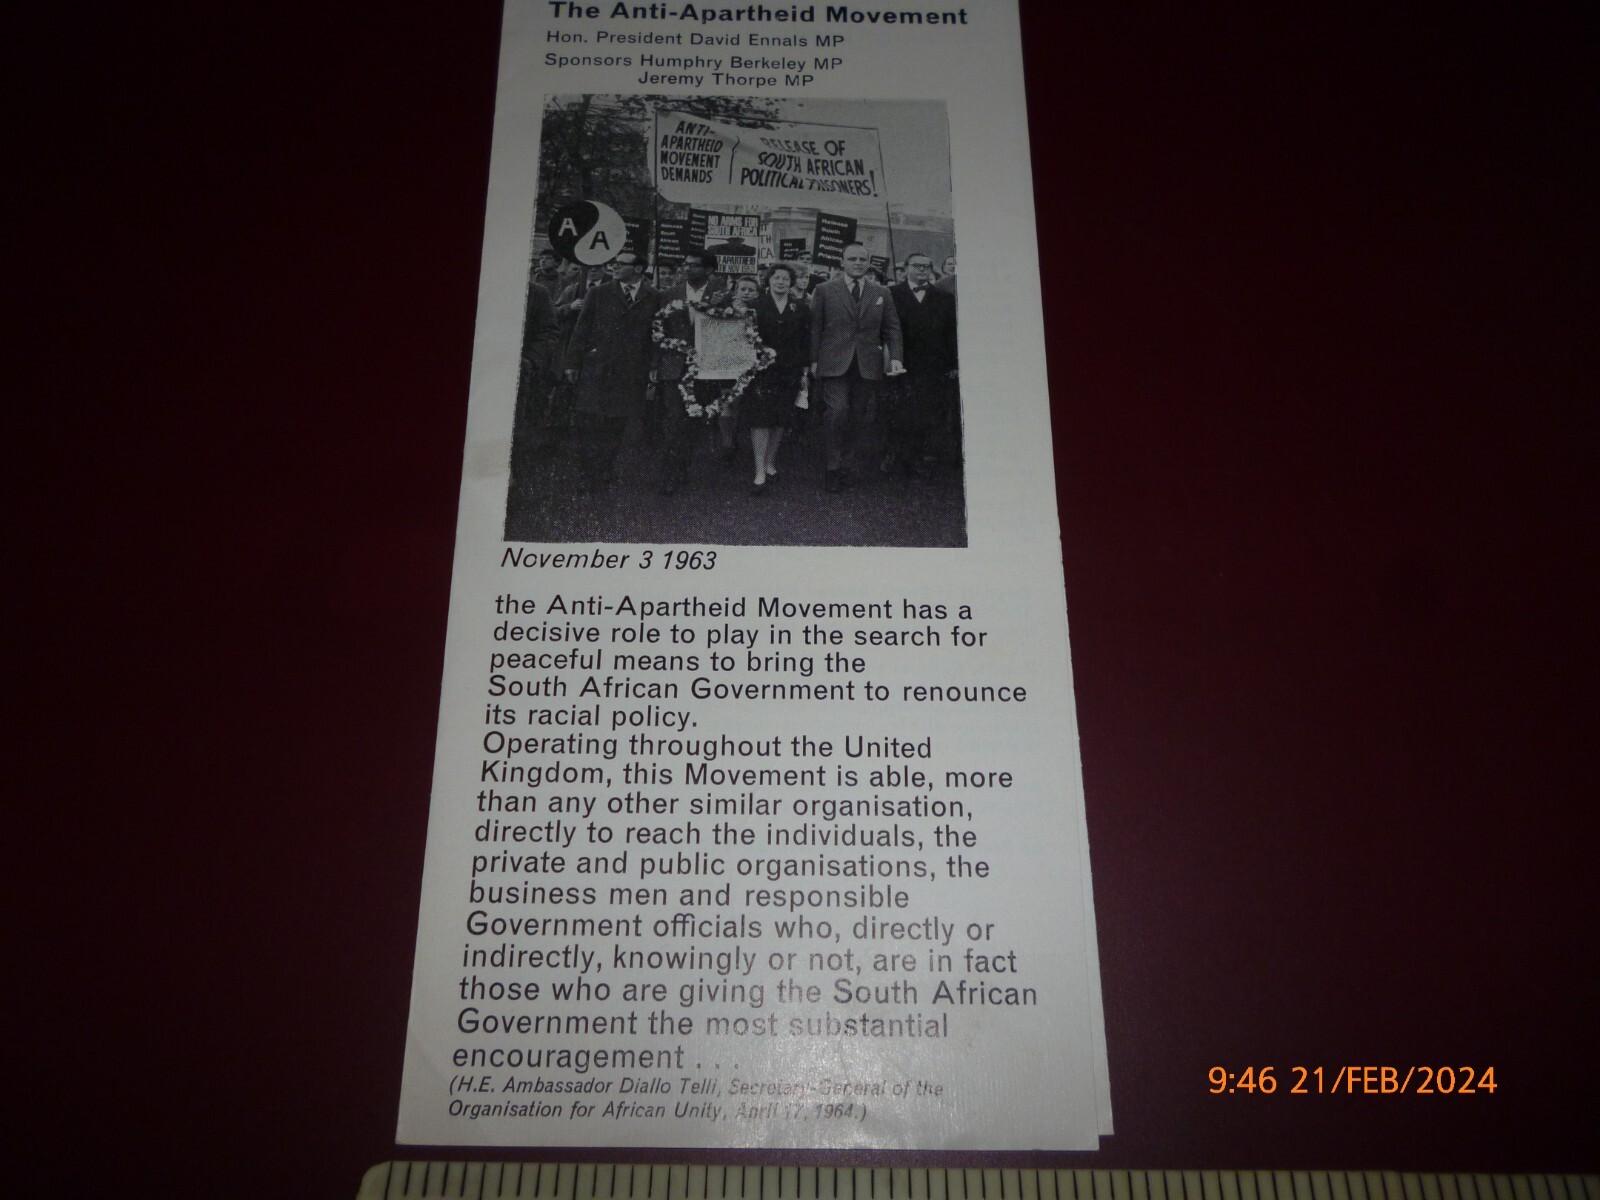 The Anti-Apartheid Movement
Hon. President David Ennals MP
Sponsors Humphry Berkeley MP
Jeremy Thorpe MP
ANTI-
APARTHEID
MOVEMENT
DEMANDS
RELEASE OF
SOUTH AFRICAN
POLITICAL PRISONERS!
A
A
NO ARMS FOR
SOUTH AFRICA
November 3 1963
the Anti-Apartheid Movement has a
decisive role to play in the search for
peaceful means to bring the
South African Government to renounce
its racial policy.
Operating throughout the United
Kingdom, this Movement is able, more
than any other similar organisation,
directly to reach the individuals, the
private and public organisations, the
business men and responsible
Government officials who, directly or
indirectly, knowingly or not, are in fact
those who are giving the South African
Government the most substantial
encouragement . . .
(H.E. Ambassador Diallo Telli, Secretary-General of the
Organisation for African Unity, April 17, 1964.)
9:46 21/FEB/2024